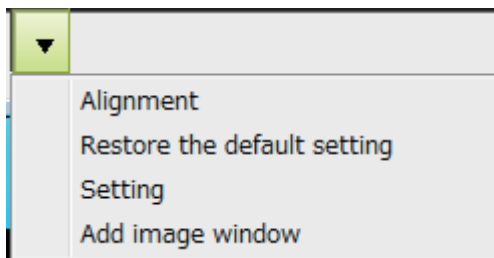 Alignment
Restore the default setting
Setting
Add image window